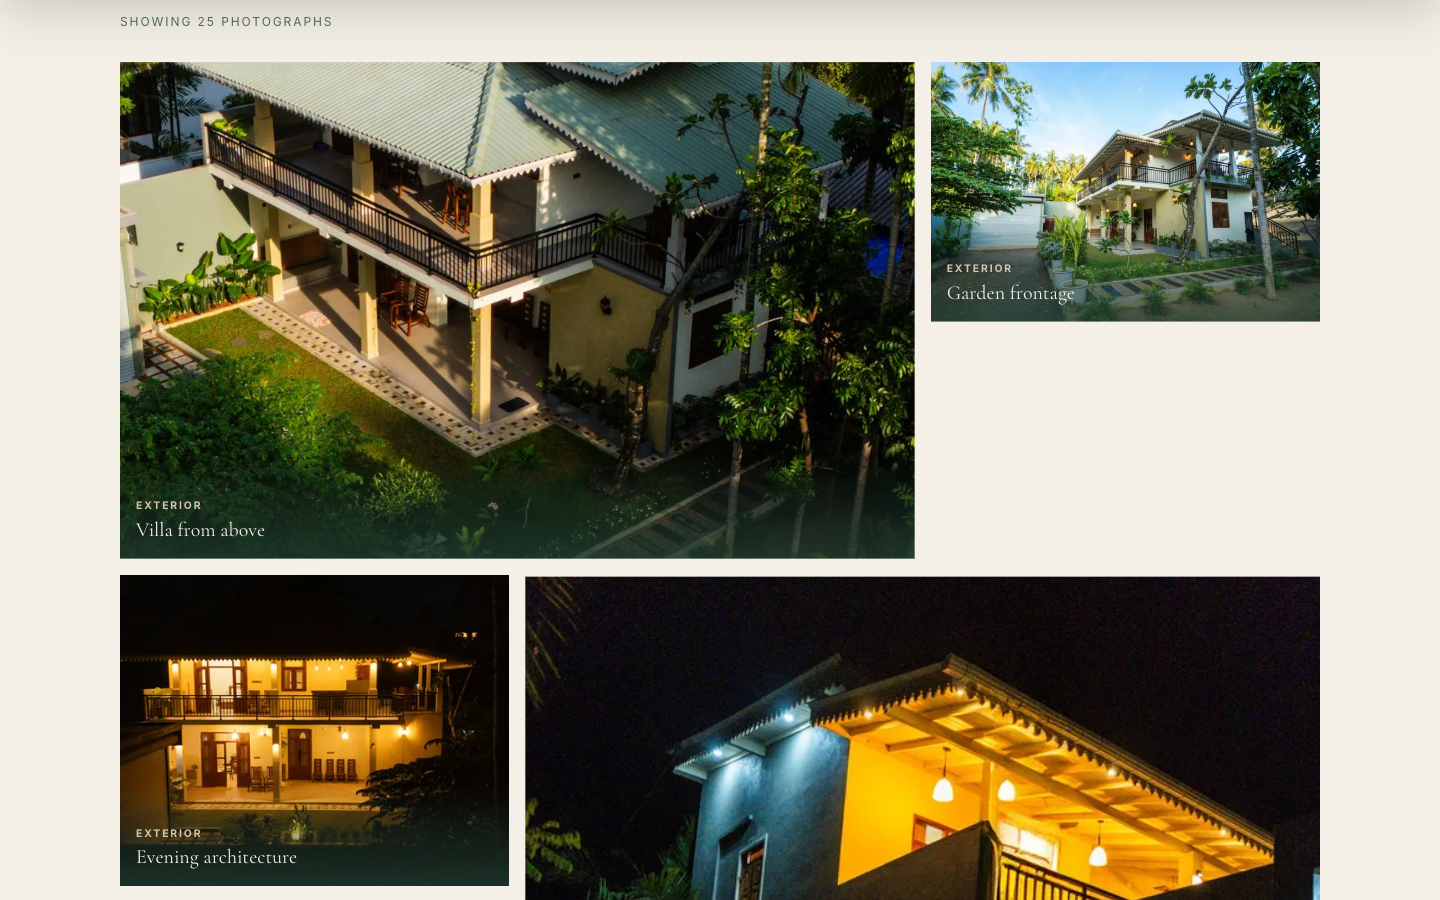 SHOWING 25 PHOTOGRAPHS
EXTERIOR
Garden frontage
EXTERIOR
Villa from above
EXTERIOR
Evening architecture